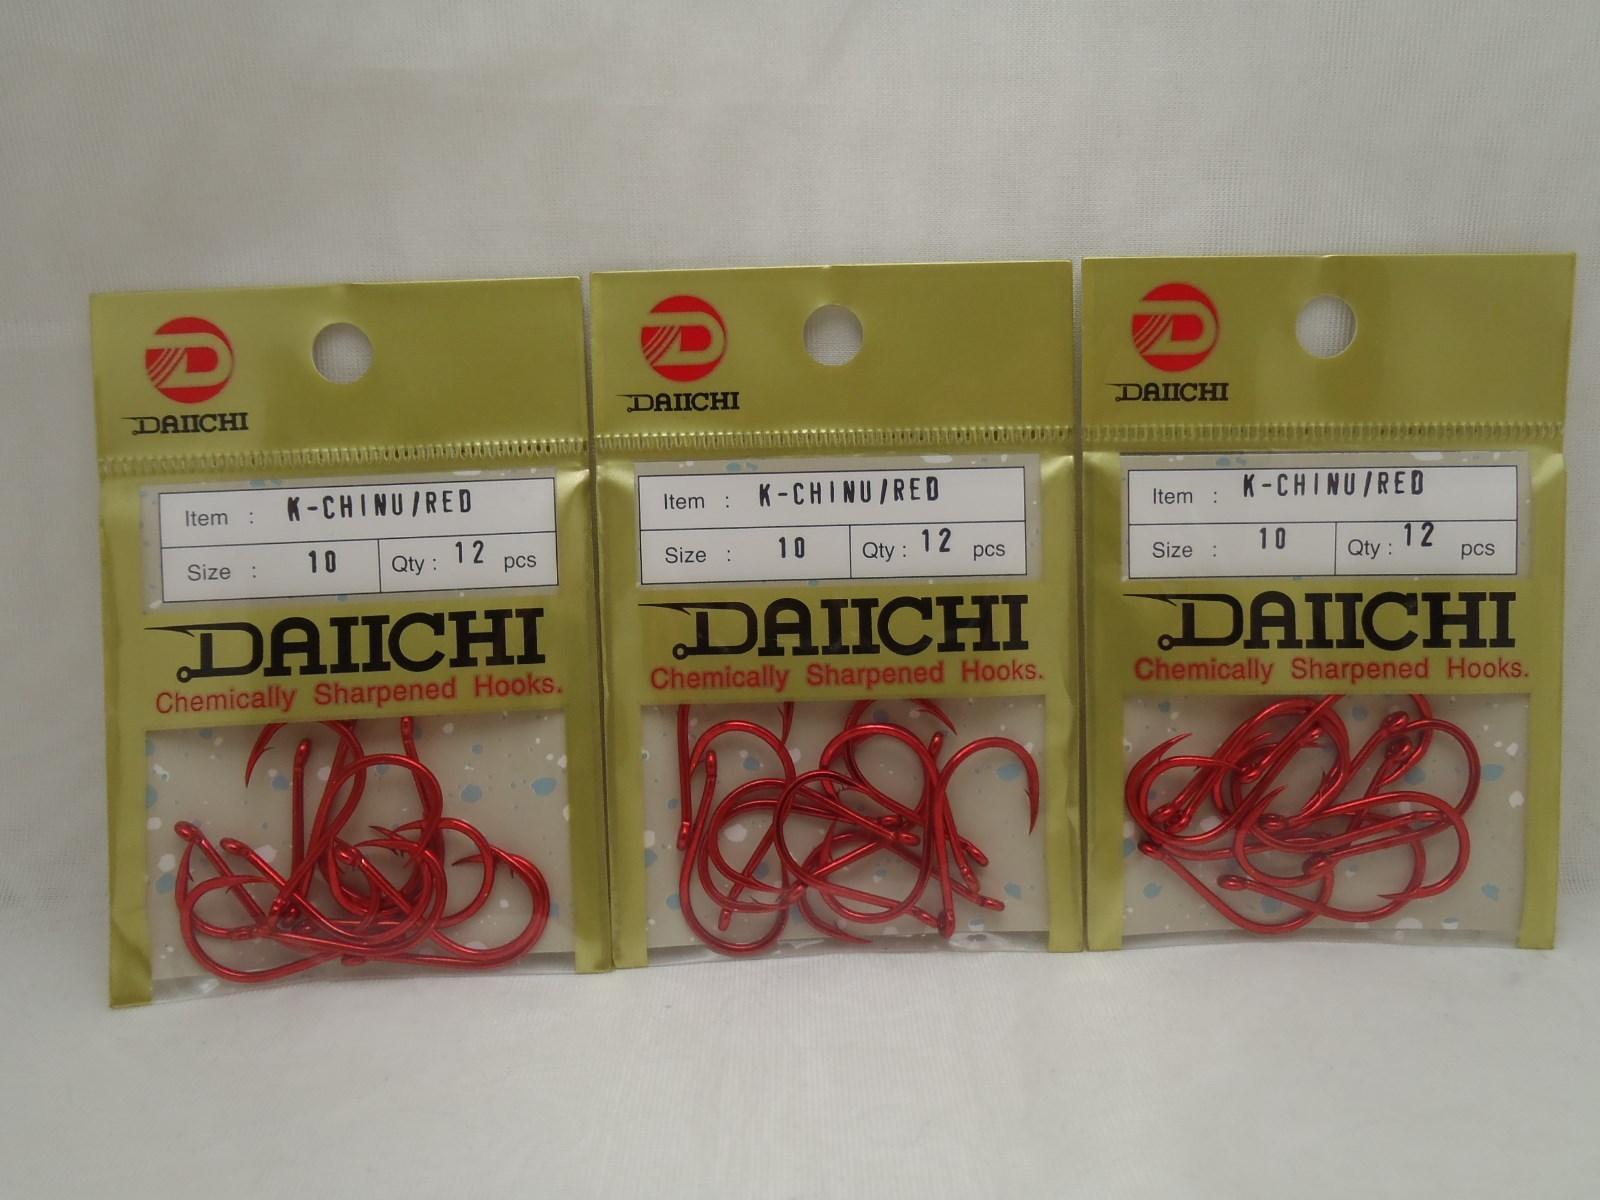 DAIICHI
Item : K-CHINU/RED
Size : 10 Qty : 12 pcs
DAIICHI
Chemically Sharpened Hooks.
DAIICHI
Item : K-CHINU/RED
Size : 10 Qty : 12 pcs
DAIICHI
Chemically Sharpened Hooks.
DAIICHI
Item : K-CHINU/RED
Size : 10 Qty : 12 pcs
DAIICHI
Chemically Sharpened Hooks.